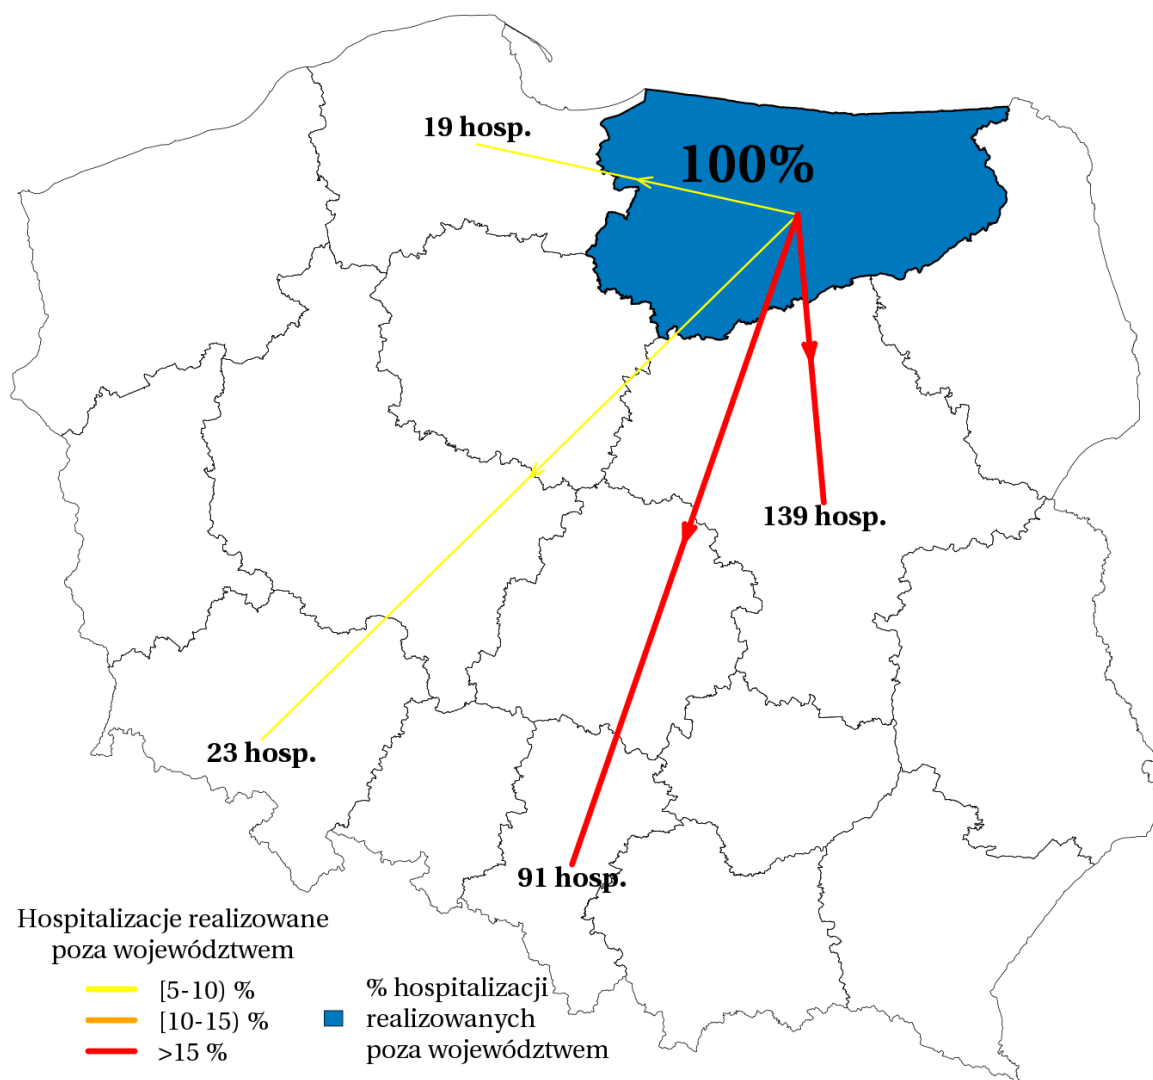 19 hosp.
100%
139 hosp.
23 hosp.
91 hosp.
Hospitalizacje realizowane
poza województwem
[5-10) %
[10-15) %
>15 %
% hospitalizacji
realizowanych
poza województwem